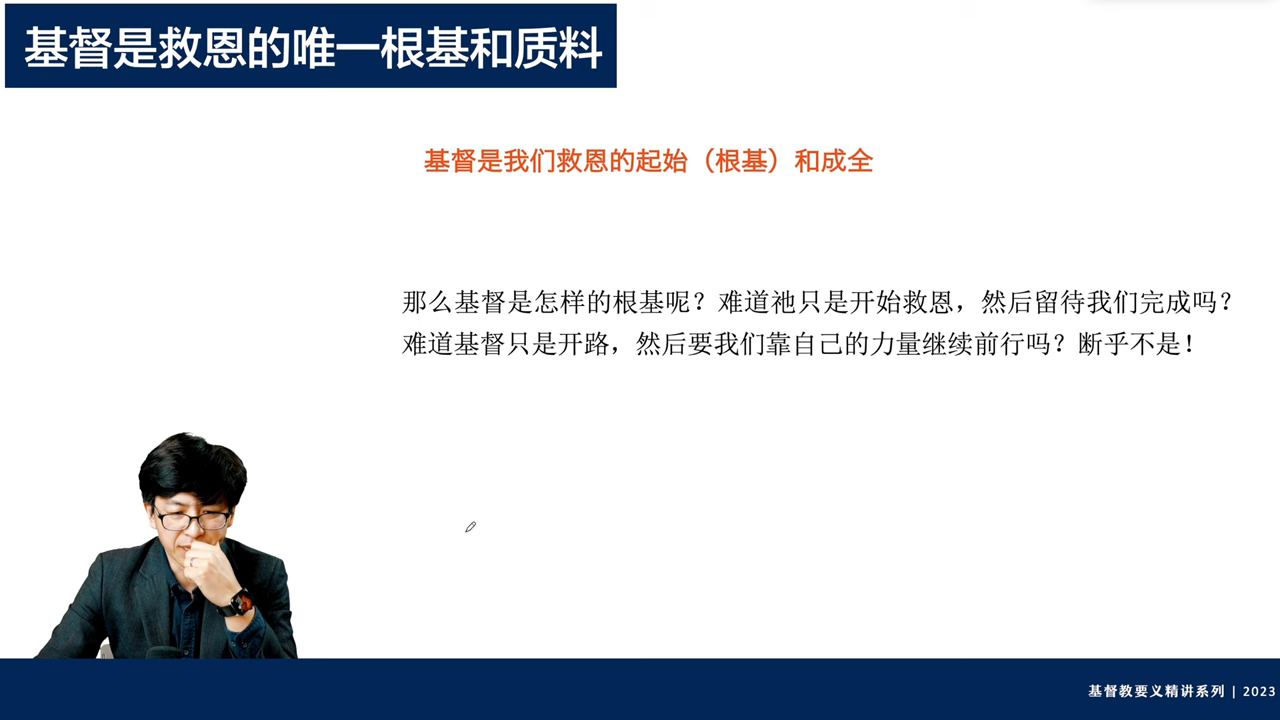 基督是救恩的唯一根基和质料
基督是我们救恩的起始（根基）和成全
那么基督是怎样的根基呢？难道祂只是开始救恩，然后留待我们完成吗？
难道基督只是开路，然后要我们靠自己的力量继续前行吗？断乎不是！
基督教要义精讲系列 | 2023